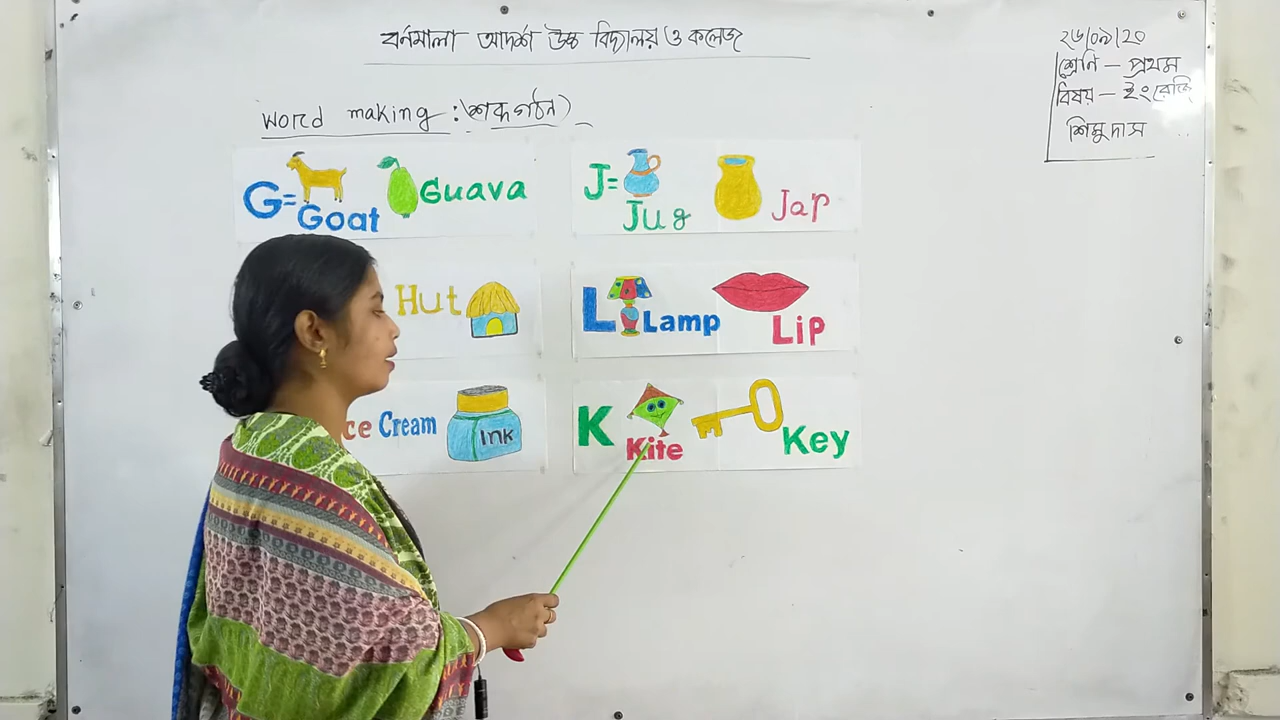 বর্নমালা আদর্শ উচ্চ বিদ্যালয় ও কলেজ
২৬/০৯/২০
শ্রেনি - প্রথম
বিষয় - ইংরেজি
শিমু দাস
Word making : (শব্দ গঠন)
G= Goat Guava
J= Jug Jar
Hut
L Lamp Lip
ce Cream Ink
K Kite Key